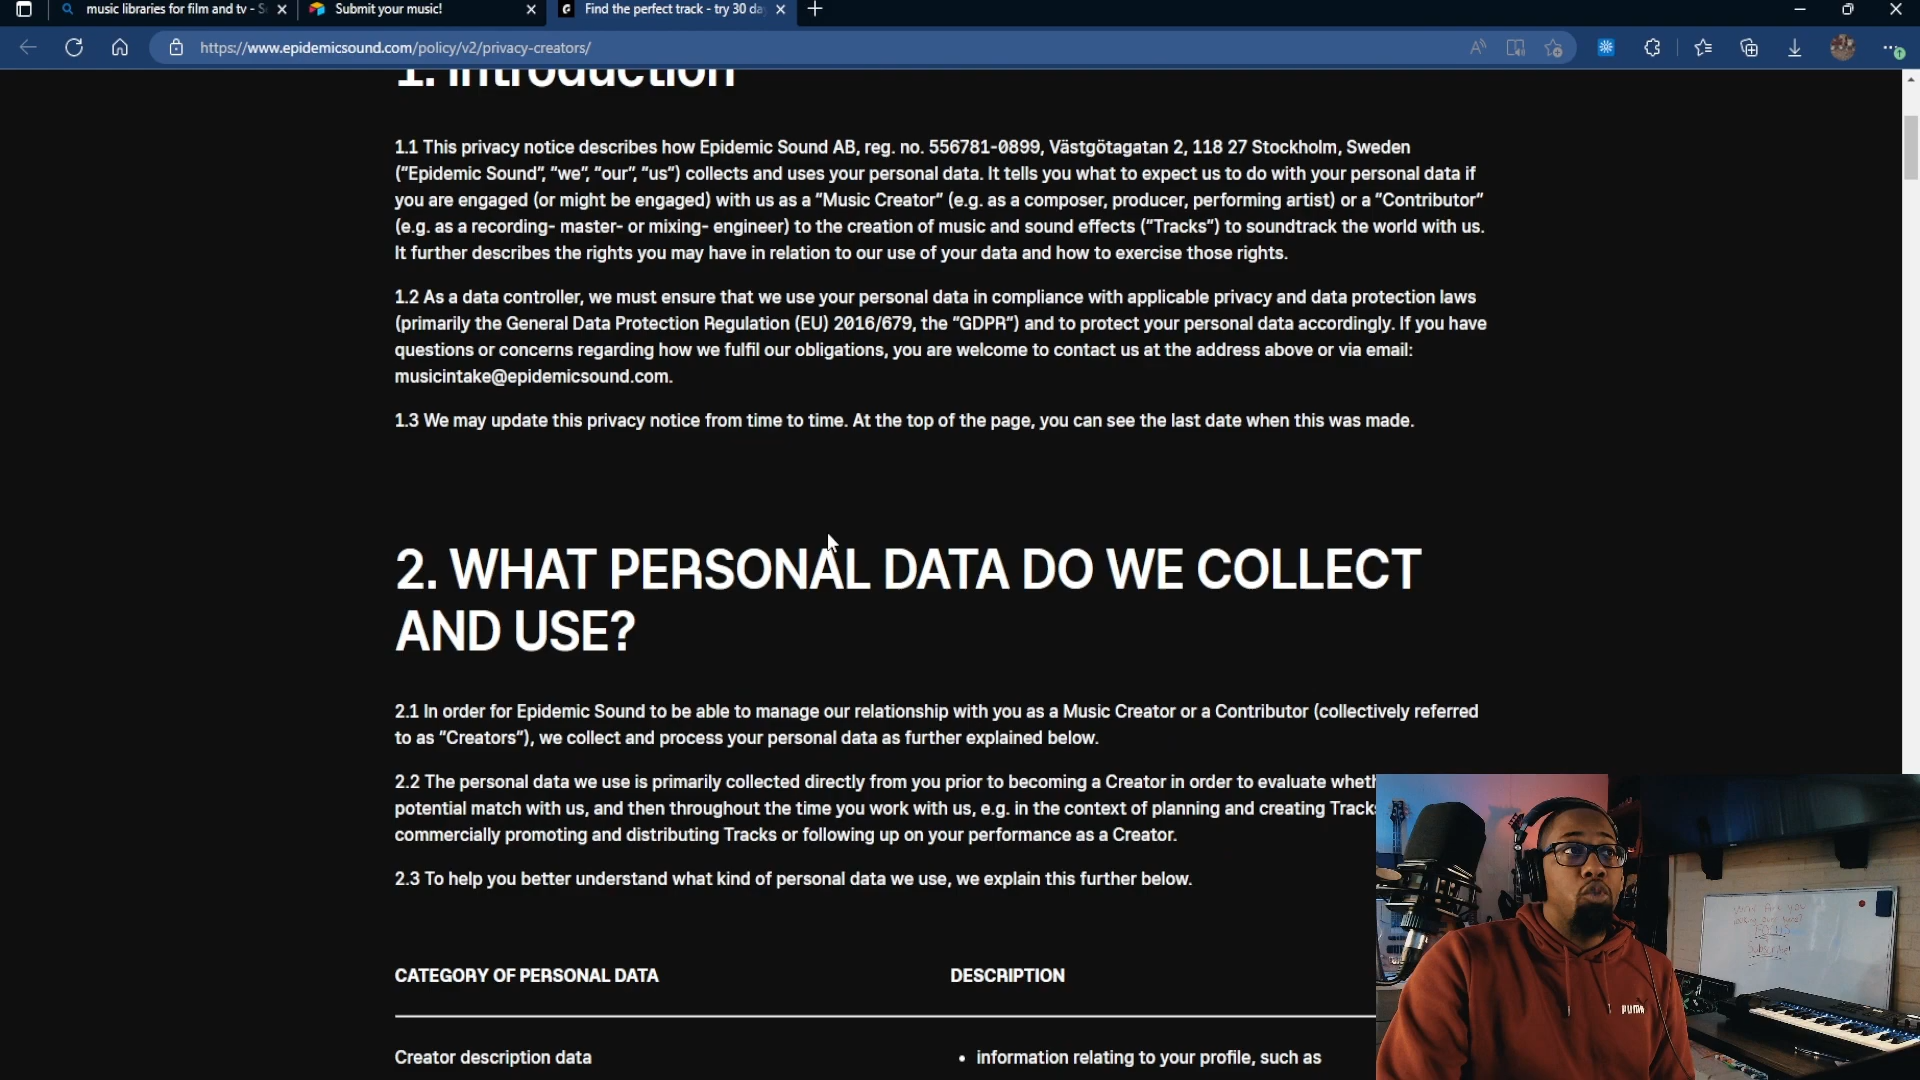 music libraries for film and tv - S
Submit your music!
Find the perfect track - try 30 da
https://www.epidemicsound.com/policy/v2/privacy-creators/
1. Introduction
1.1 This privacy notice describes how Epidemic Sound AB, reg. no. 556781-0899, Västgötagatan 2, 118 27 Stockholm, Sweden
("Epidemic Sound", "we", "our", "us") collects and uses your personal data. It tells you what to expect us to do with your personal data if
you are engaged (or might be engaged) with us as a "Music Creator" (e.g. as a composer, producer, performing artist) or a "Contributor"
(e.g. as a recording- master- or mixing- engineer) to the creation of music and sound effects ("Tracks") to soundtrack the world with us.
It further describes the rights you may have in relation to our use of your data and how to exercise those rights.
1.2 As a data controller, we must ensure that we use your personal data in compliance with applicable privacy and data protection laws
(primarily the General Data Protection Regulation (EU) 2016/679, the "GDPR") and to protect your personal data accordingly. If you have
questions or concerns regarding how we fulfil our obligations, you are welcome to contact us at the address above or via email:
musicintake@epidemicsound.com.
1.3 We may update this privacy notice from time to time. At the top of the page, you can see the last date when this was made.
2. WHAT PERSONAL DATA DO WE COLLECT
AND USE?
2.1 In order for Epidemic Sound to be able to manage our relationship with you as a Music Creator or a Contributor (collectively referred
to as "Creators"), we collect and process your personal data as further explained below.
2.2 The personal data we use is primarily collected directly from you prior to becoming a Creator in order to evaluate wheth
potential match with us, and then throughout the time you work with us, e.g. in the context of planning and creating Tracks
commercially promoting and distributing Tracks or following up on your performance as a Creator.
2.3 To help you better understand what kind of personal data we use, we explain this further below.
CATEGORY OF PERSONAL DATA
DESCRIPTION
Creator description data
• information relating to your profile, such as
PUMA